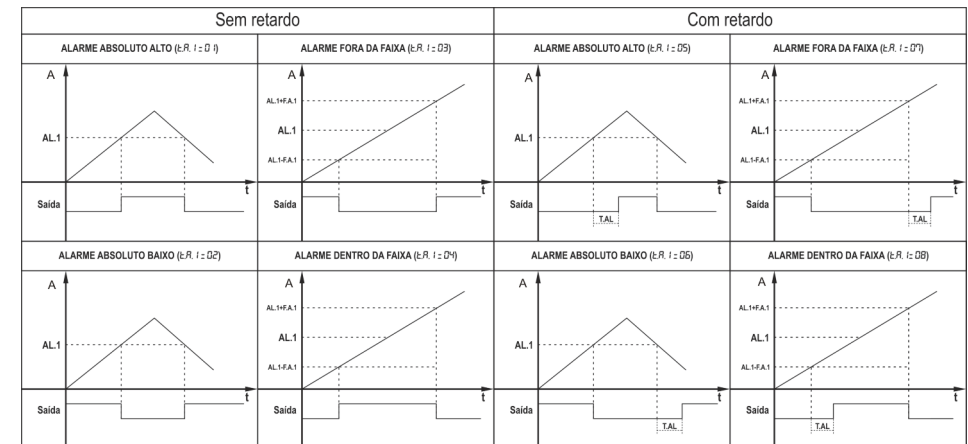 Sem retardo
Com retardo
ALARME ABSOLUTO ALTO (t.A. 1 = 01)
ALARME FORA DA FAIXA (t.A. 1 = 03)
ALARME ABSOLUTO ALTO (t.A. 1 = 05)
ALARME FORA DA FAIXA (t.A. 1 = 07)
A
AL.1
t
Saída
A
AL.1+F.A.1
AL.1
AL.1-F.A.1
t
Saída
A
AL.1
t
Saída
T.AL
A
AL.1+F.A.1
AL.1
AL.1-F.A.1
t
Saída
T.AL
ALARME ABSOLUTO BAIXO (t.A. 1 = 02)
ALARME DENTRO DA FAIXA (t.A. 1 = 04)
ALARME ABSOLUTO BAIXO (t.A. 1 = 06)
ALARME DENTRO DA FAIXA (t.A. 1 = 08)
A
AL.1
t
Saída
A
AL.1+F.A.1
AL.1
AL.1-F.A.1
t
Saída
A
AL.1
t
Saída
T.AL
A
AL.1+F.A.1
AL.1
AL.1-F.A.1
t
Saída
T.AL